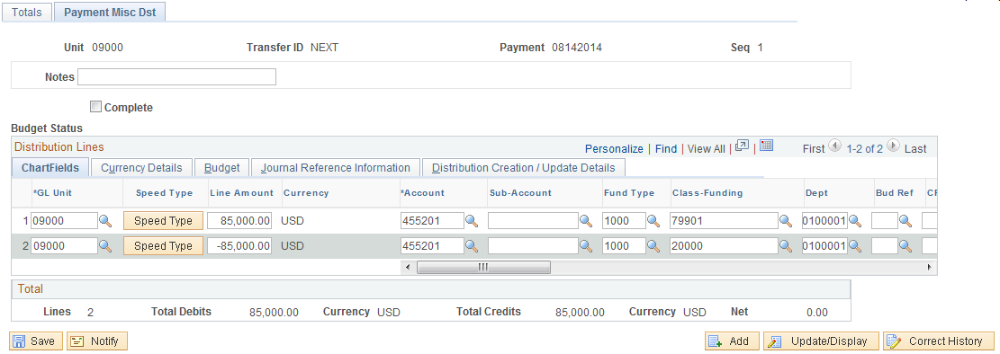 Totals Payment Misc Dst
Unit 09000 Transfer ID NEXT Payment 08142014 Seq 1
Notes
Complete
Budget Status
Distribution Lines Personalize | Find | View All | | First 1-2 of 2 Last
ChartFields Currency Details Budget Journal Reference Information Distribution Creation / Update Details
*GL Unit Speed Type Line Amount Currency *Account Sub-Account Fund Type Class-Funding Dept Bud Ref CF
1 09000 Speed Type 85,000.00 USD 455201 1000 79901 0100001
2 09000 Speed Type -85,000.00 USD 455201 1000 20000 0100001
Total
Lines 2 Total Debits 85,000.00 Currency USD Total Credits 85,000.00 Currency USD Net 0.00
Save Notify Add Update/Display Correct History